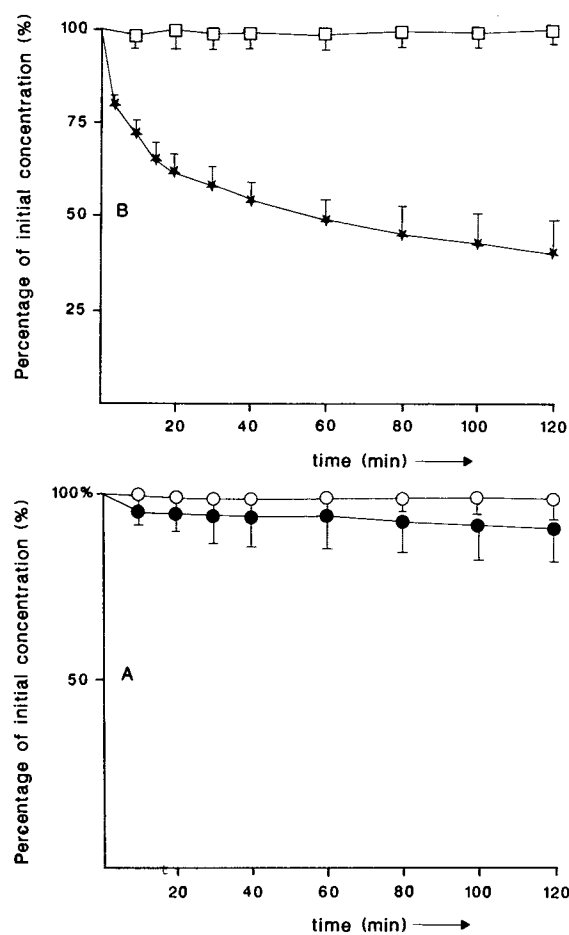 Percentage of initial concentration (%)
100
75
50
25
B
20 40 60 80 100 120
time (min)
Percentage of initial concentration (%)
100%
50
A
t
20 40 60 80 100 120
time (min)